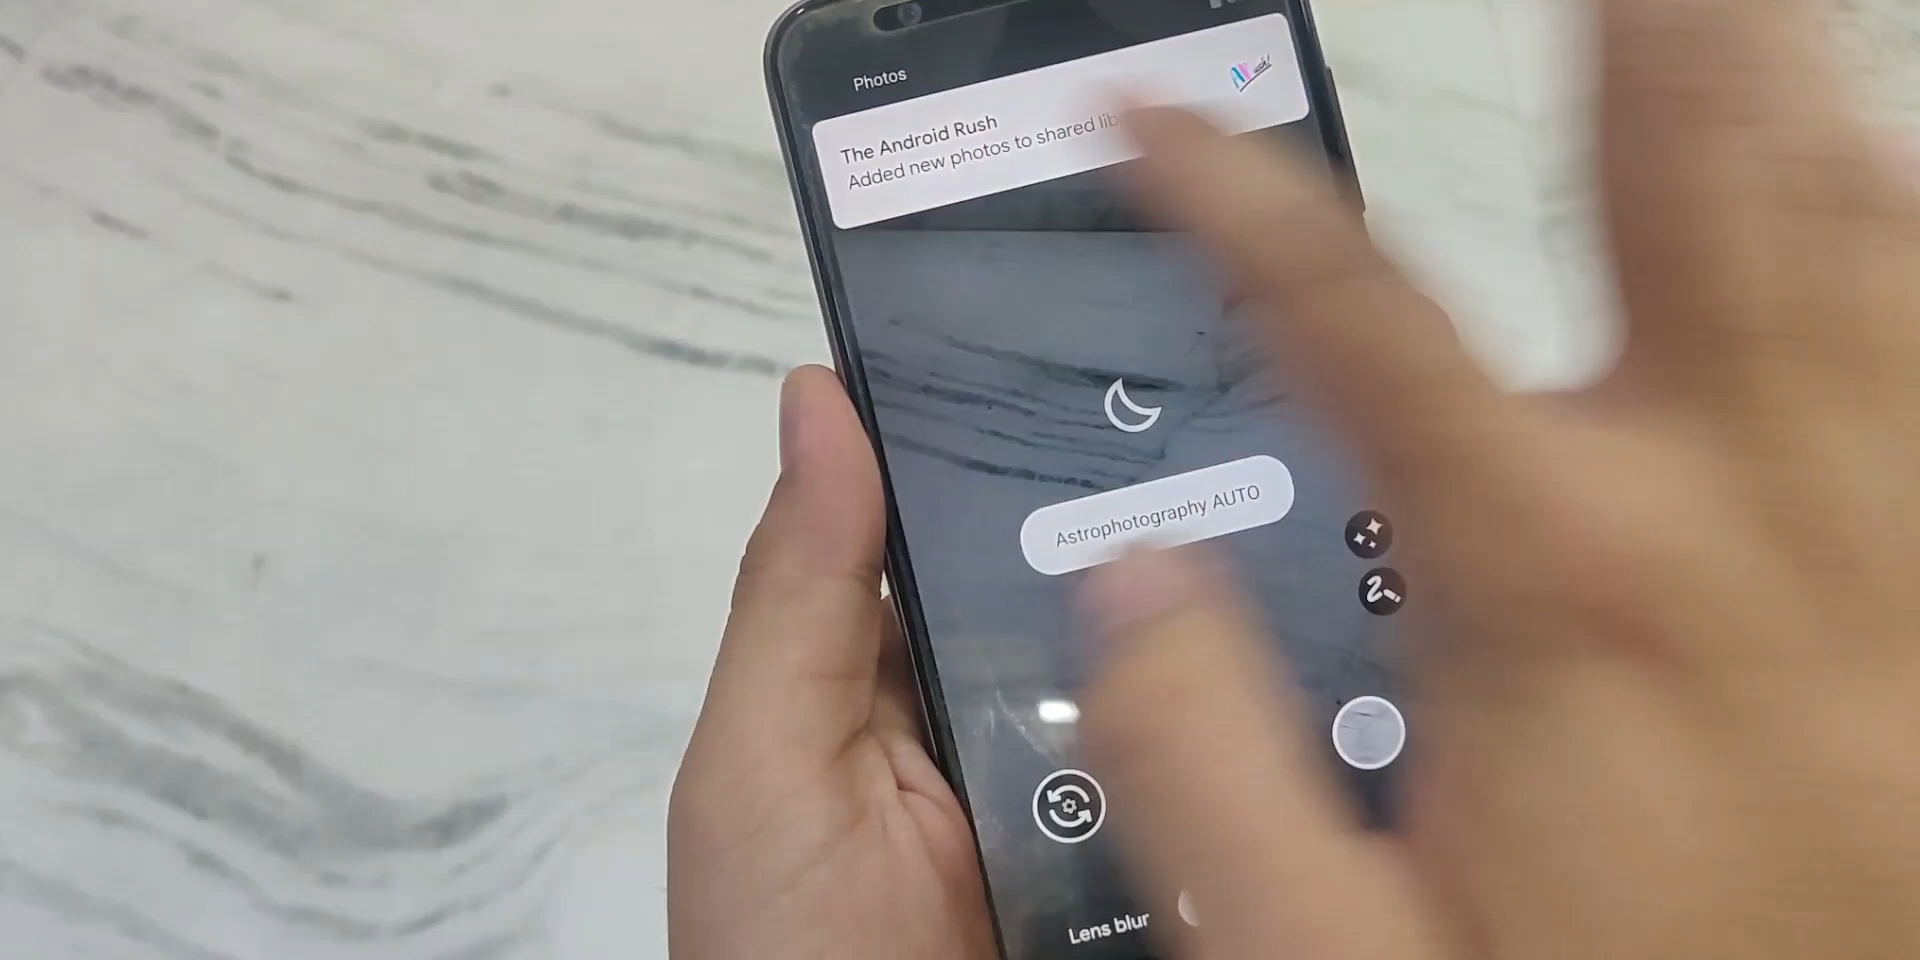 Photos
The Android Rush
Added new photos to shared
Astrophotography AUTO
Lens blur